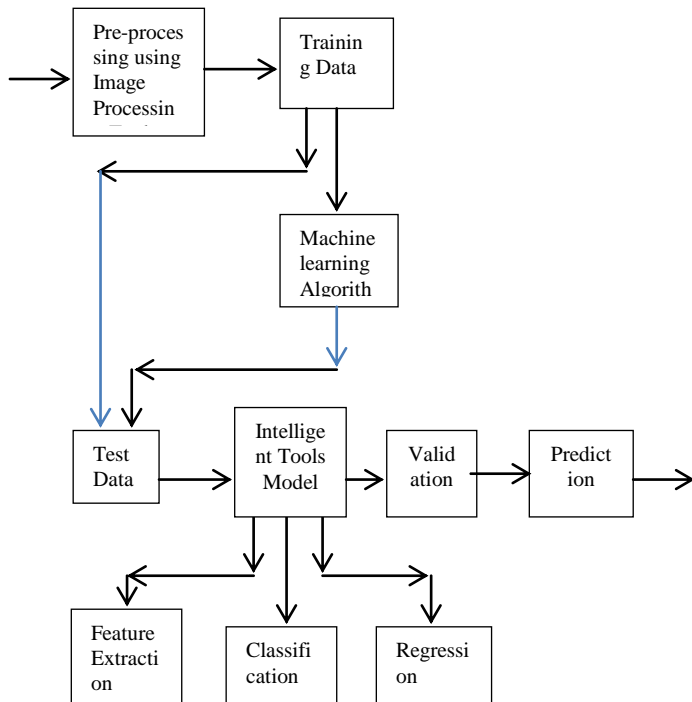 Pre-proces
sing using
Image
Processin
Trainin
g Data
Machine
learning
Algorith
Test
Data
Intellige
nt Tools
Model
Valid
ation
Predict
ion
Feature
Extracti
on
Classifi
cation
Regressi
on